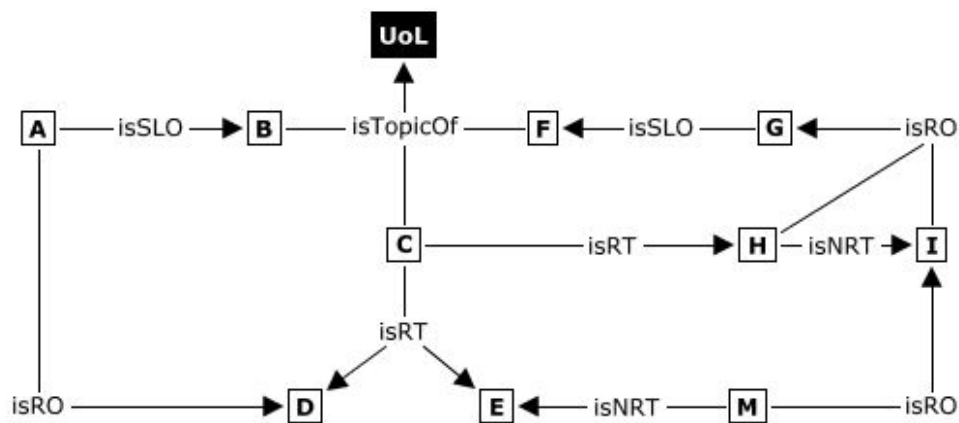 UoL
A isSLO B isTopicOf F isSLO G isRO
C isRT H isNRT I
isRT
isRO D E isNRT M isRO